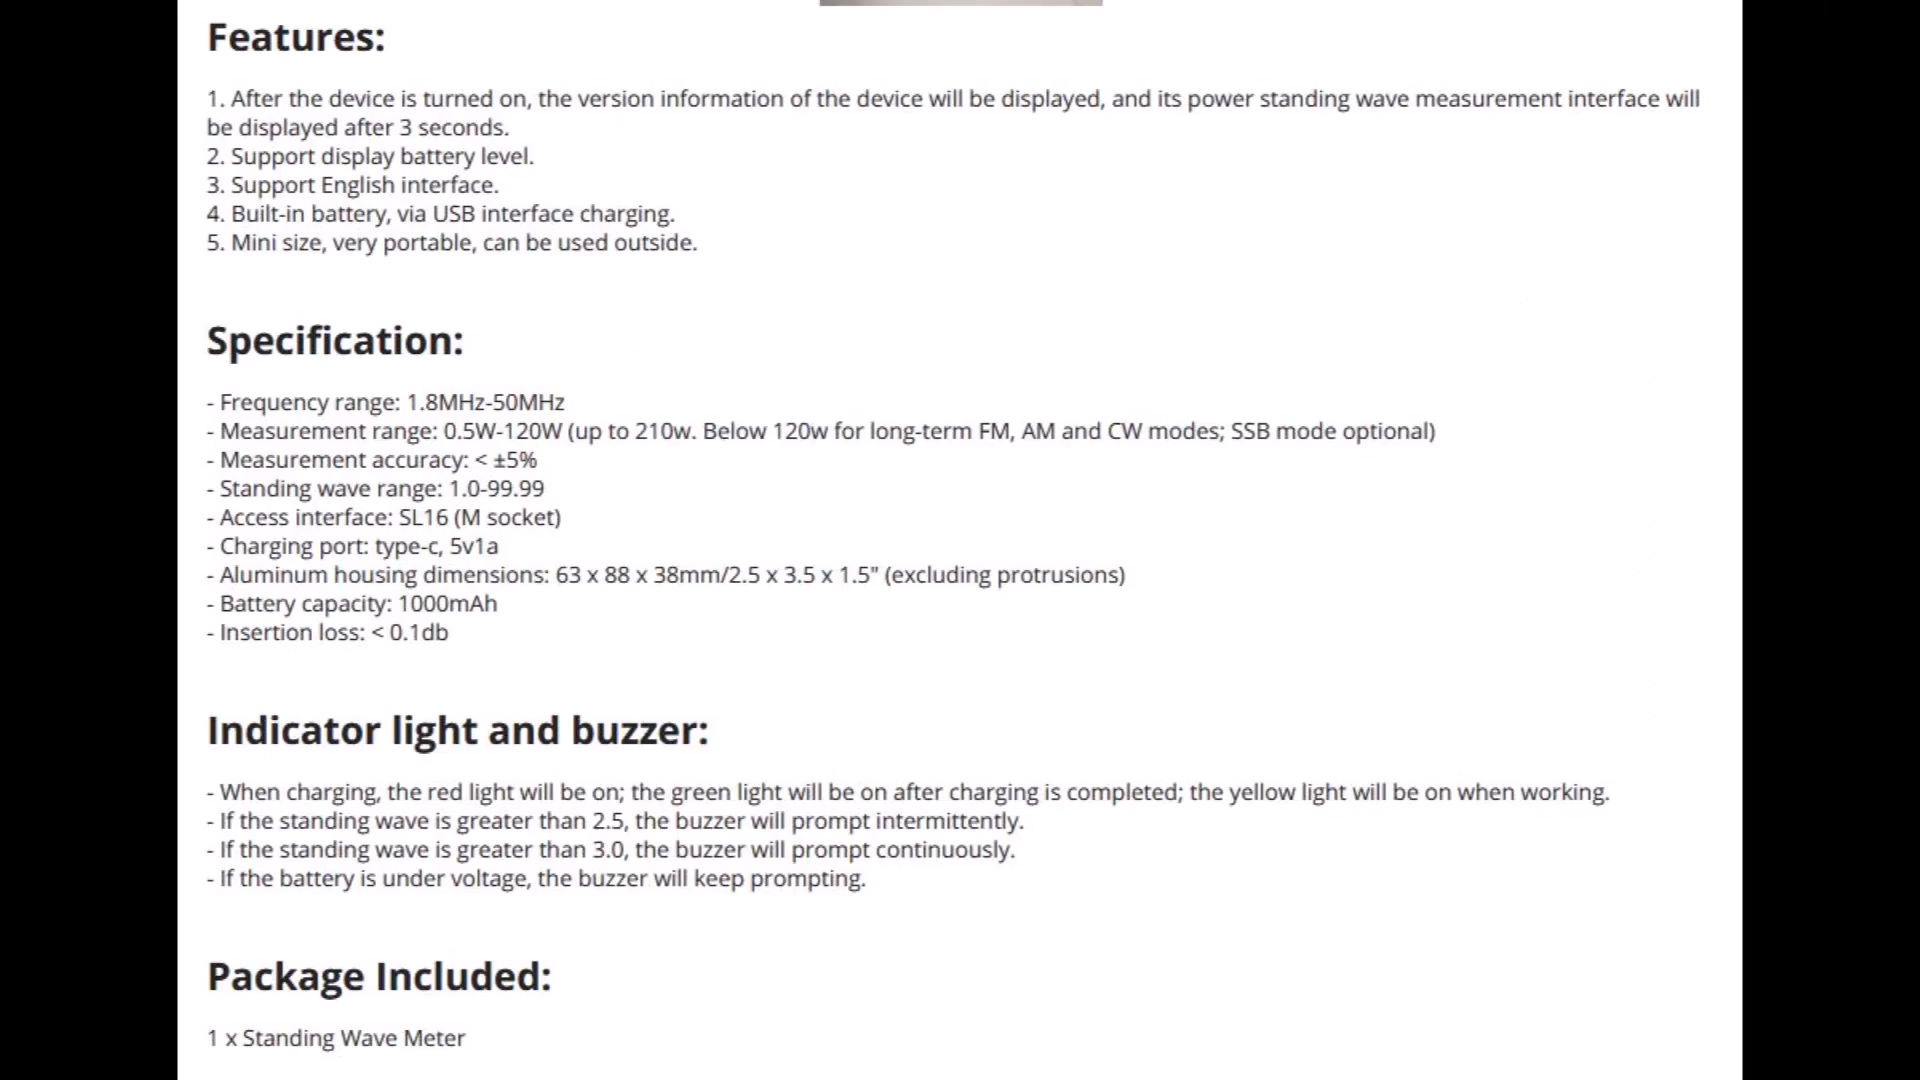 Features:
1. After the device is turned on, the version information of the device will be displayed, and its power standing wave measurement interface will
be displayed after 3 seconds.
2. Support display battery level.
3. Support English interface.
4. Built-in battery, via USB interface charging.
5. Mini size, very portable, can be used outside.
Specification:
- Frequency range: 1.8MHz-50MHz
- Measurement range: 0.5W-120W (up to 210w. Below 120w for long-term FM, AM and CW modes; SSB mode optional)
- Measurement accuracy: < ±5%
- Standing wave range: 1.0-99.99
- Access interface: SL16 (M socket)
- Charging port: type-c, 5v1a
- Aluminum housing dimensions: 63 x 88 x 38mm/2.5 x 3.5 x 1.5" (excluding protrusions)
- Battery capacity: 1000mAh
- Insertion loss: < 0.1db
Indicator light and buzzer:
- When charging, the red light will be on; the green light will be on after charging is completed; the yellow light will be on when working.
- If the standing wave is greater than 2.5, the buzzer will prompt intermittently.
- If the standing wave is greater than 3.0, the buzzer will prompt continuously.
- If the battery is under voltage, the buzzer will keep prompting.
Package Included:
1 x Standing Wave Meter